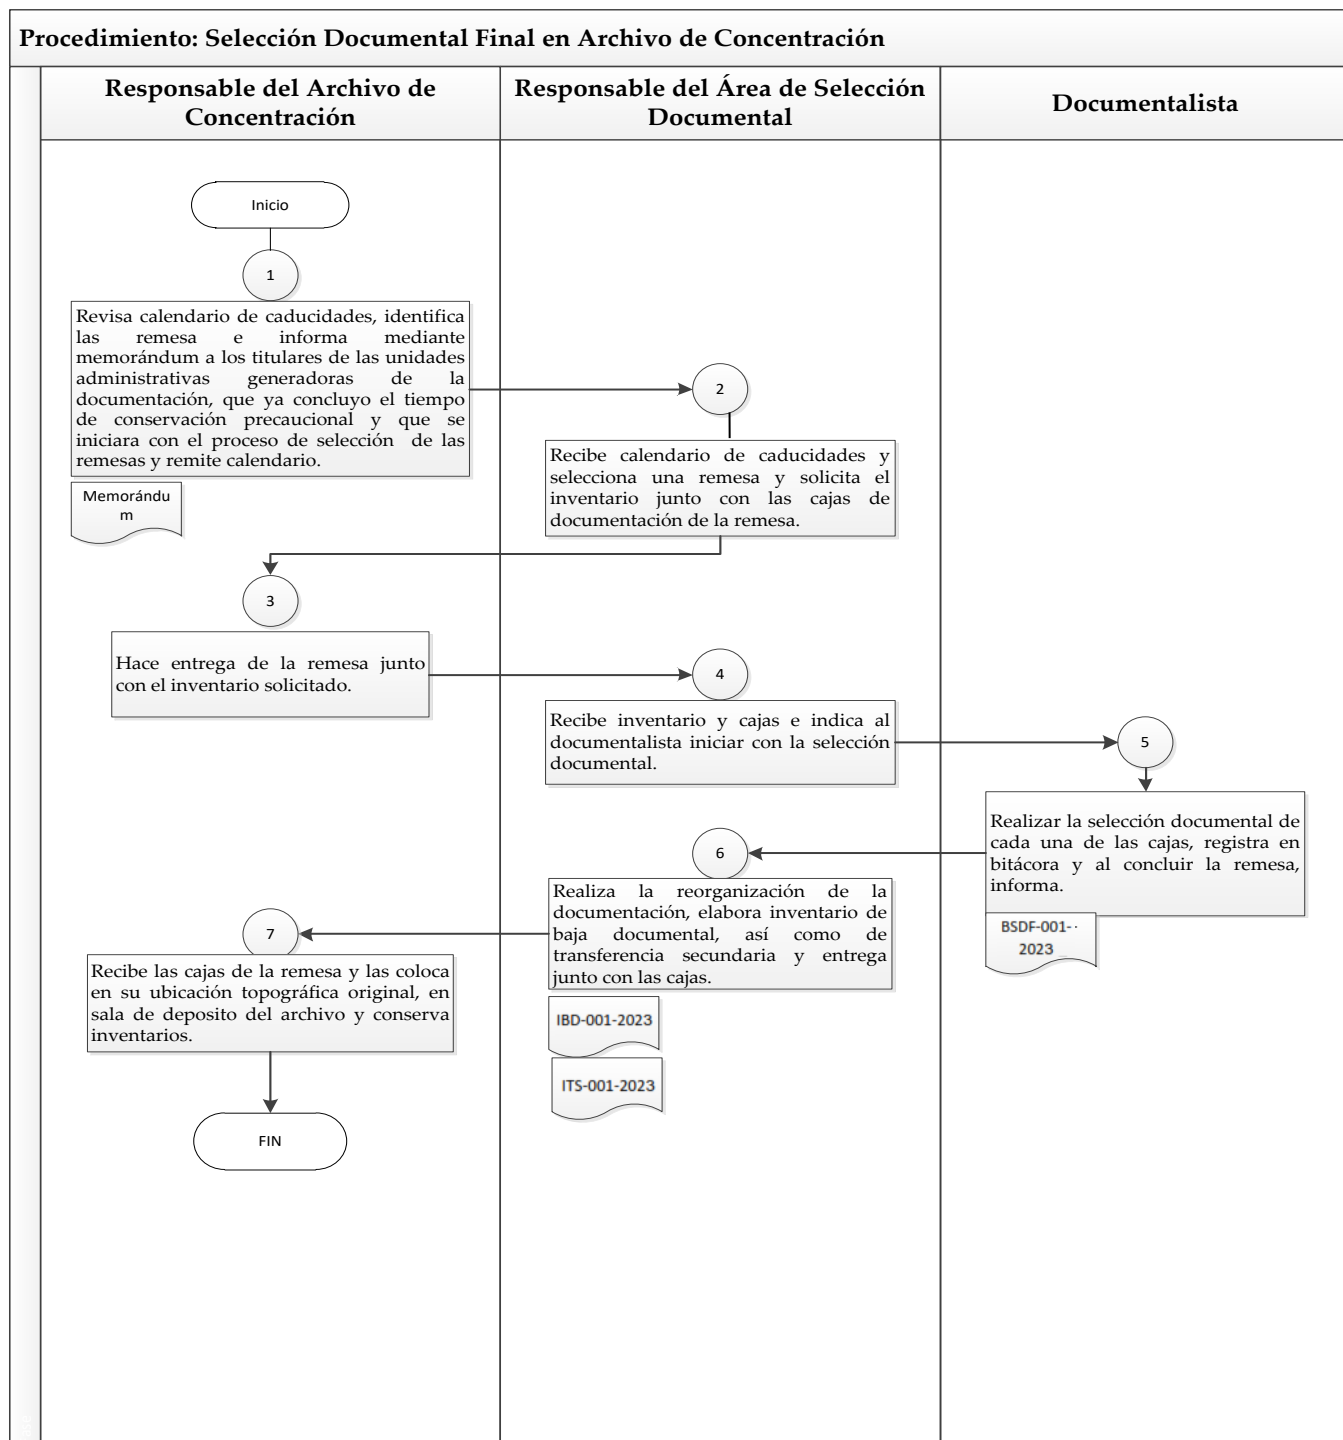 Procedimiento: Selección Documental Final en Archivo de Concentración
Responsable del Archivo de
Concentración
Responsable del Área de Selección
Documental
Documentalista
Inicio
1
Revisa calendario de caducidades, identifica
las remesa e informa mediante
memorándum a los titulares de las unidades
administrativas generadoras de la
documentación, que ya concluyo el tiempo
de conservación precaucional y que se
iniciara con el proceso de selección de las
remesas y remite calendario.
Memorándu
m
2
Recibe calendario de caducidades y
selecciona una remesa y solicita el
inventario junto con las cajas de
documentación de la remesa.
3
Hace entrega de la remesa junto
con el inventario solicitado.
4
Recibe inventario y cajas e indica al
documentalista iniciar con la selección
documental.
5
Realizar la selección documental de
cada una de las cajas, registra en
bitácora y al concluir la remesa,
informa.
BSDF-001-
2023
6
Realiza la reorganización de la
documentación, elabora inventario de
baja documental, así como de
transferencia secundaria y entrega
junto con las cajas.
IBD-001-2023
ITS-001-2023
7
Recibe las cajas de la remesa y las coloca
en su ubicación topográfica original, en
sala de deposito del archivo y conserva
inventarios.
FIN